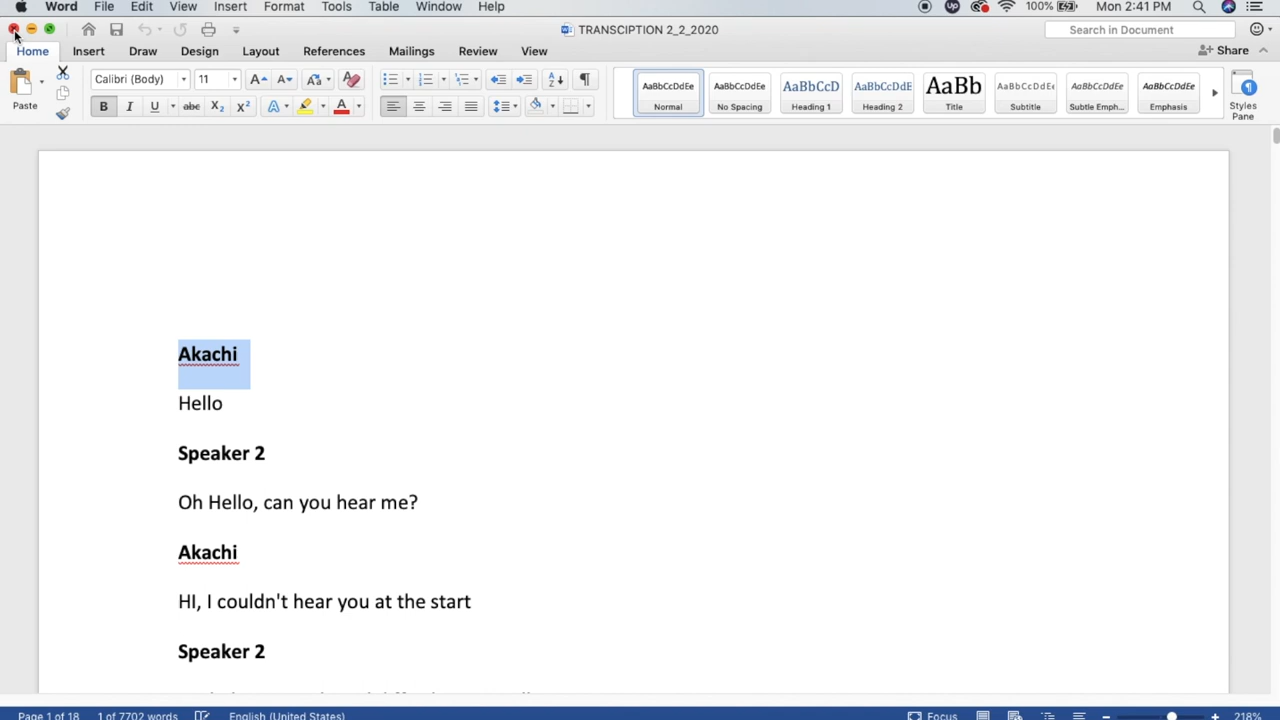 Word File Edit View Insert Format Tools Table Window Help 100% Mon 2:41 PM
TRANSCIPTION 2_2_2020 Search in Document
Home Insert Draw Design Layout References Mailings Review View Share
Paste Calibri (Body) 11
B I U abc X2 X2 A A
AaBbCcDdEe AaBbCcDdEe AaBbCcD AaBbCcDdE AaBb AaBbCcDdEe AaBbCcDdEe AaBbCcDdEe
Normal No Spacing Heading 1 Heading 2 Title Subtitle Subtle Emph... Emphasis Styles Pane
Akachi
Hello
Speaker 2
Oh Hello, can you hear me?
Akachi
HI, I couldn't hear you at the start
Speaker 2
Page 1 of 18 1 of 7702 words English (United States) Focus 218%